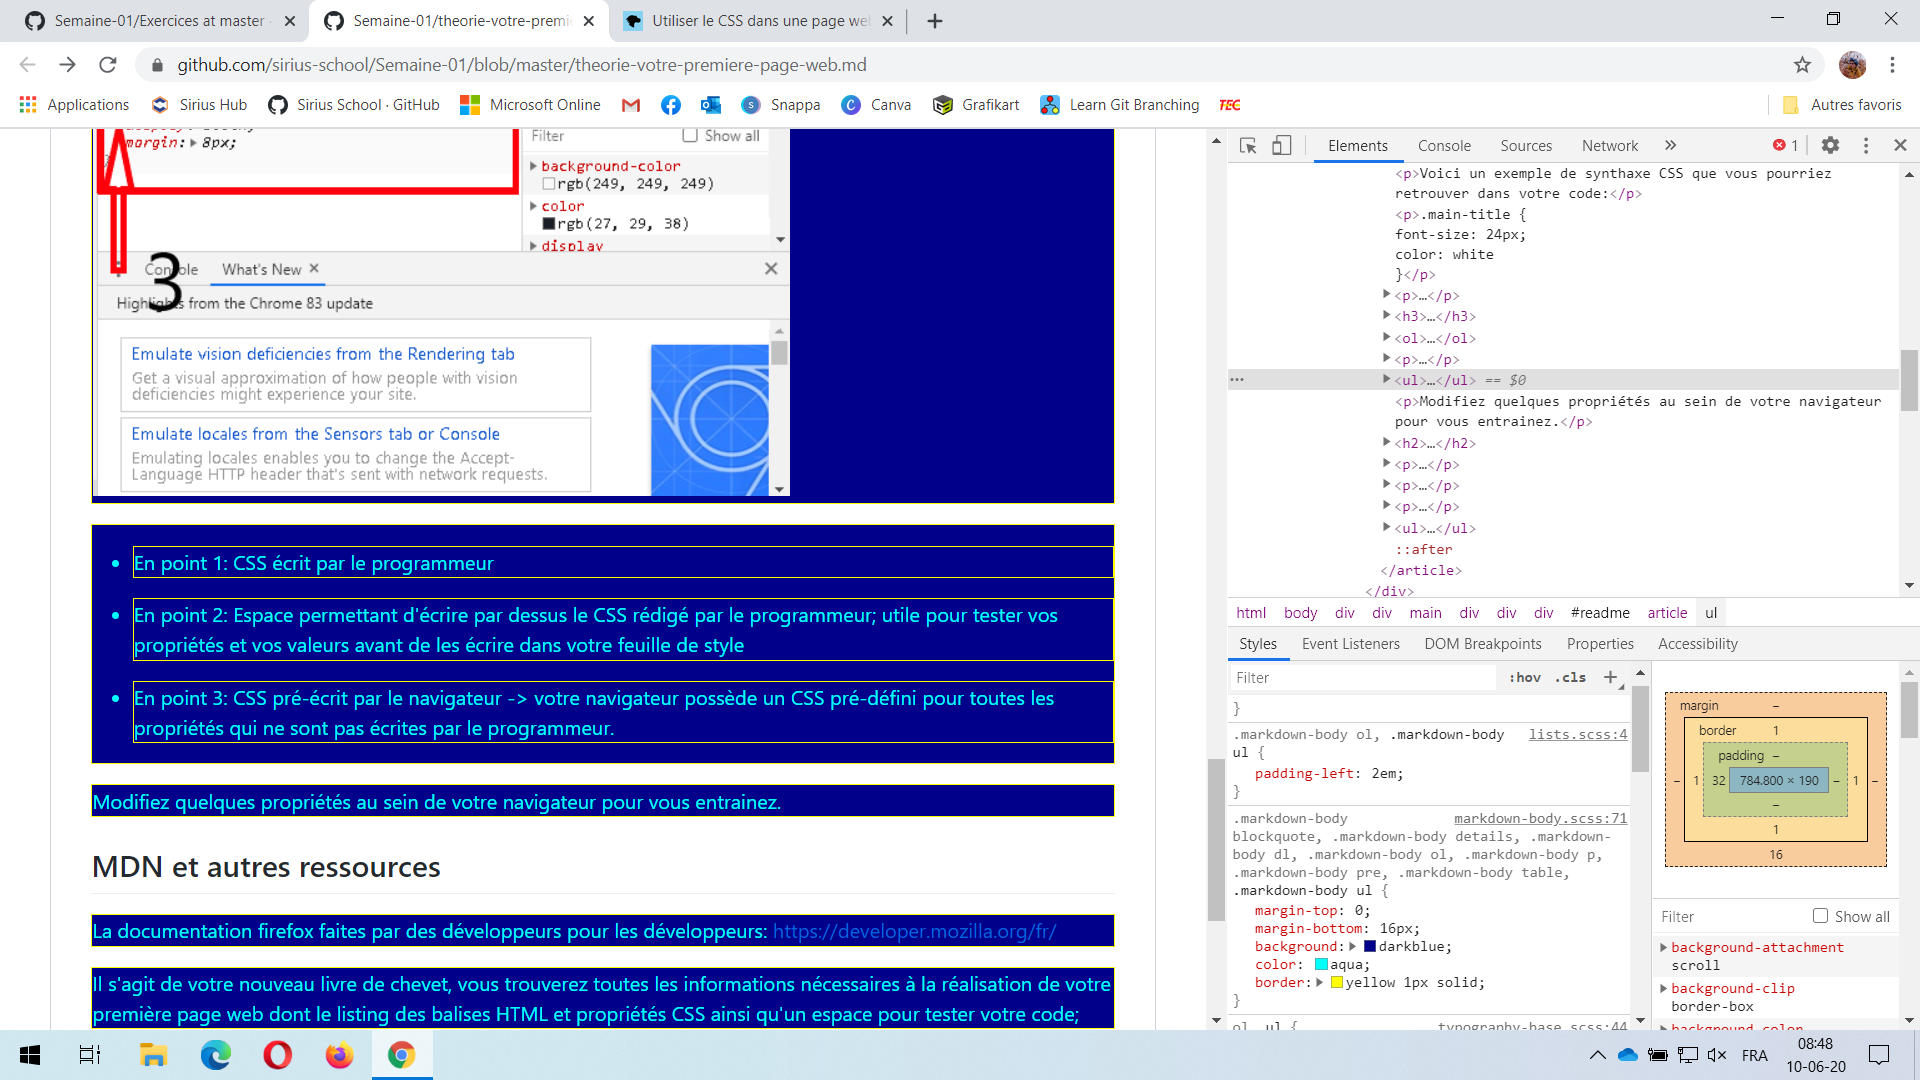 Semaine-01/Exercices at master
Semaine-01/theorie-votre-premi
Utiliser le CSS dans une page we
github.com/sirius-school/Semaine-01/blob/master/theorie-votre-premiere-page-web.md
Applications
Sirius Hub
Sirius School · GitHub
Microsoft Online
Snappa
Canva
Grafikart
Learn Git Branching
TEC
Autres favoris
margin: 8px;
Filter
Show all
background-color
rgb(249, 249, 249)
color
rgb(27, 29, 38)
display
3
Console
What's New
Highlights from the Chrome 83 update
Emulate vision deficiencies from the Rendering tab
Get a visual approximation of how people with vision
deficiencies might experience your site.
Emulate locales from the Sensors tab or Console
Emulating locales enables you to change the Accept-
Language HTTP header that's sent with network requests.
• En point 1: CSS écrit par le programmeur
• En point 2: Espace permettant d'écrire par dessus le CSS rédigé par le programmeur; utile pour tester vos
propriétés et vos valeurs avant de les écrire dans votre feuille de style
• En point 3: CSS pré-écrit par le navigateur -> votre navigateur possède un CSS pré-défini pour toutes les
propriétés qui ne sont pas écrites par le programmeur.
Modifiez quelques propriétés au sein de votre navigateur pour vous entrainez.
MDN et autres ressources
La documentation firefox faites par des développeurs pour les développeurs: https://developer.mozilla.org/fr/
Il s'agit de votre nouveau livre de chevet, vous trouverez toutes les informations nécessaires à la réalisation de votre
première page web dont le listing des balises HTML et propriétés CSS ainsi qu'un espace pour tester votre code;
Elements
Console
Sources
Network
»
1
<p>Voici un exemple de synthaxe CSS que vous pourriez
retrouver dans votre code:</p>
<p>.main-title {
font-size: 24px;
color: white
}</p>
<p>…</p>
<h3>…</h3>
<ol>…</ol>
<p>…</p>
<ul>…</ul> == $0
<p>Modifiez quelques propriétés au sein de votre navigateur
pour vous entrainez.</p>
<h2>…</h2>
<p>…</p>
<p>…</p>
<p>…</p>
<ul>…</ul>
::after
</article>
</div>
html body div div main div div div #readme article ul
Styles
Event Listeners
DOM Breakpoints
Properties
Accessibility
Filter
:hov .cls +
}
.markdown-body ol, .markdown-body lists.scss:4
ul {
padding-left: 2em;
}
.markdown-body markdown-body.scss:71
blockquote, .markdown-body details, .markdown-
body dl, .markdown-body ol, .markdown-body p,
.markdown-body pre, .markdown-body table,
.markdown-body ul {
margin-top: 0;
margin-bottom: 16px;
background: darkblue;
color: aqua;
border: yellow 1px solid;
}
ol, ul { typography-base.scss:44
margin –
border 1
padding –
– 1 32 784.800 × 190 – 1 –
–
1
16
Filter
Show all
background-attachment
scroll
background-clip
border-box
background-color
FRA
08:48
10-06-20